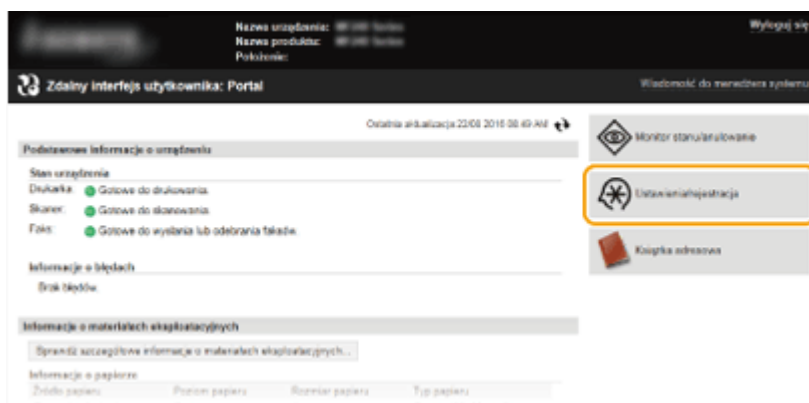 Nazwa urządzenia:
Nazwa produktu:
Położenie:
Wyloguj się
Zdalny interfejs użytkownika: Portal
Wiadomość do menedżera systemu
Ostatnia aktualizacja:22/08 2016 08:49 AM
Podstawowe informacje o urządzeniu
Stan urządzenia
Drukarka: Gotowe do drukowania.
Skaner: Gotowe do skanowania.
Faks: Gotowe do wysłania lub odebrania faksów.
Informacje o błędach
Brak błędów.
Informacje o materiałach eksploatacyjnych
Sprawdź szczegółowe informacje o materiałach eksploatacyjnych...
Informacje o papierze
Źródło papieru Poziom papieru Rozmiar papieru Typ papieru
Monitor stanu/anulowanie
Ustawienia/rejestracja
Książka adresowa